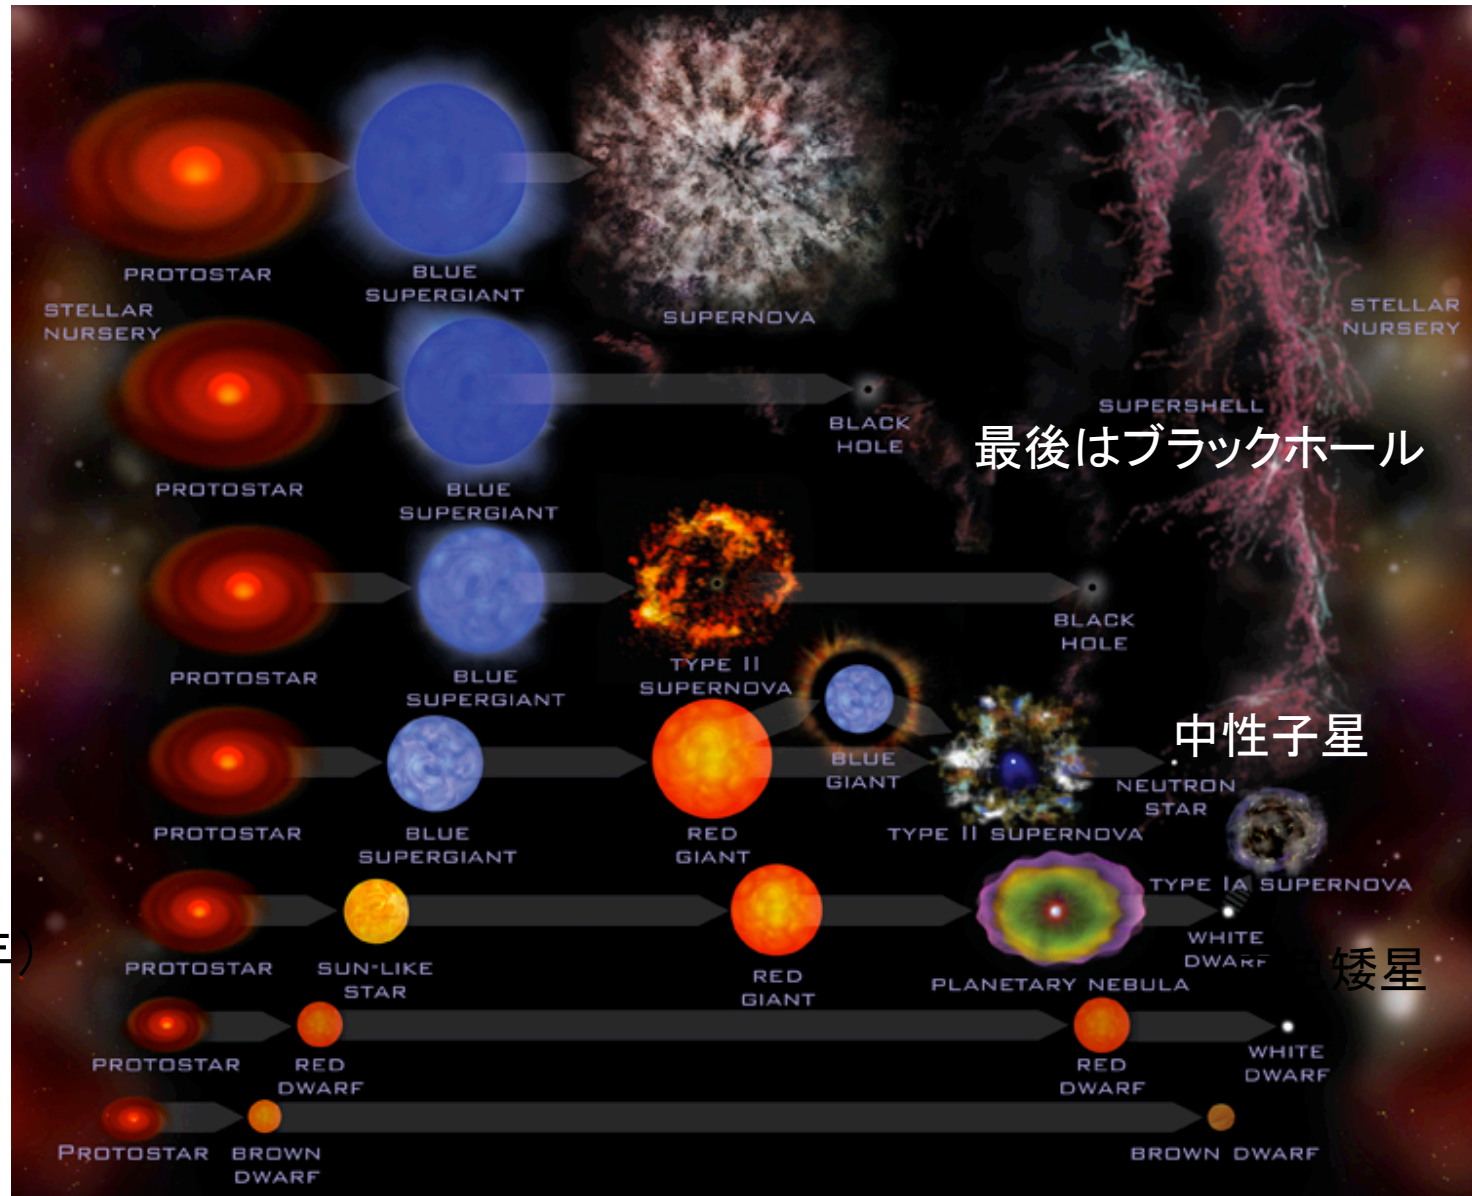 PROTOSTAR
BLUE
SUPERGIANT
SUPERNOVA
STELLAR
NURSERY
STELLAR
NURSERY
PROTOSTAR
BLUE
SUPERGIANT
BLACK
HOLE
SUPERSHELL
最後はブラックホール
PROTOSTAR
BLUE
SUPERGIANT
TYPE II
SUPERNOVA
BLACK
HOLE
PROTOSTAR
BLUE
SUPERGIANT
RED
GIANT
BLUE
GIANT
TYPE II SUPERNOVA
中性子星
NEUTRON
STAR
TYPE IA SUPERNOVA
PROTOSTAR
SUN-LIKE
STAR
RED
GIANT
PLANETARY NEBULA
WHITE
DWARF
色矮星
PROTOSTAR
RED
DWARF
RED
DWARF
WHITE
DWARF
PROTOSTAR
BROWN
DWARF
BROWN DWARF